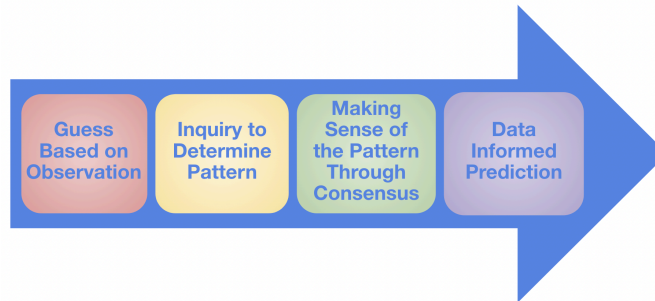 Guess
Based on
Observation
Inquiry to
Determine
Pattern
Making
Sense of
the Pattern
Through
Consensus
Data
Informed
Prediction